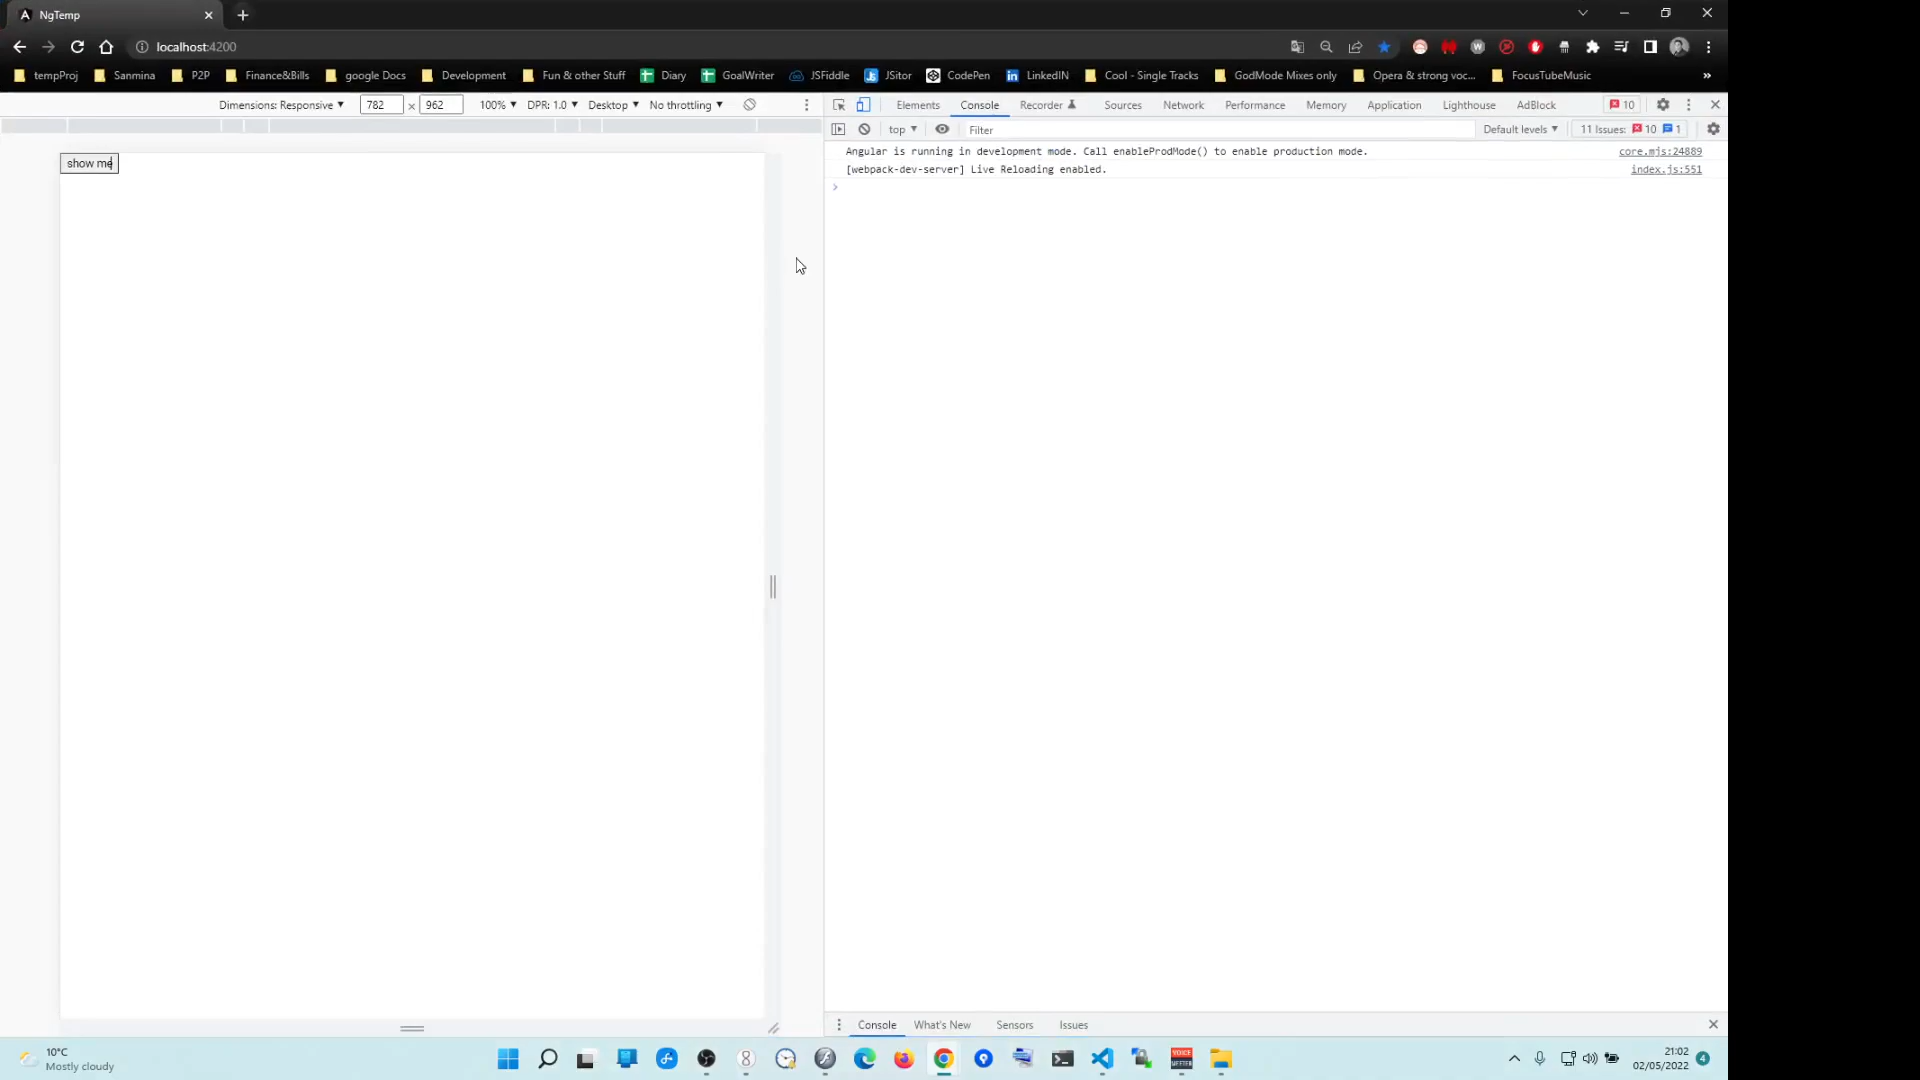 NgTemp
localhost:4200
tempProj Sanmina P2P Finance&Bills google Docs Development Fun & other Stuff Diary GoalWriter JSFiddle JSitor CodePen LinkedIN Cool - Single Tracks GodMode Mixes only Opera & strong voc... FocusTubeMusic »
Dimensions: Responsive 782 × 962 100% DPR: 1.0 Desktop No throttling
Elements Console Recorder Sources Network Performance Memory Application Lighthouse AdBlock 10
top Filter Default levels 11 Issues: 10 1
show me
Angular is running in development mode. Call enableProdMode() to enable production mode. core.mjs:24889
[webpack-dev-server] Live Reloading enabled. index.js:551
Console What's New Sensors Issues
10°C
Mostly cloudy
VOICE
MEETER
21:02
02/05/2022
4